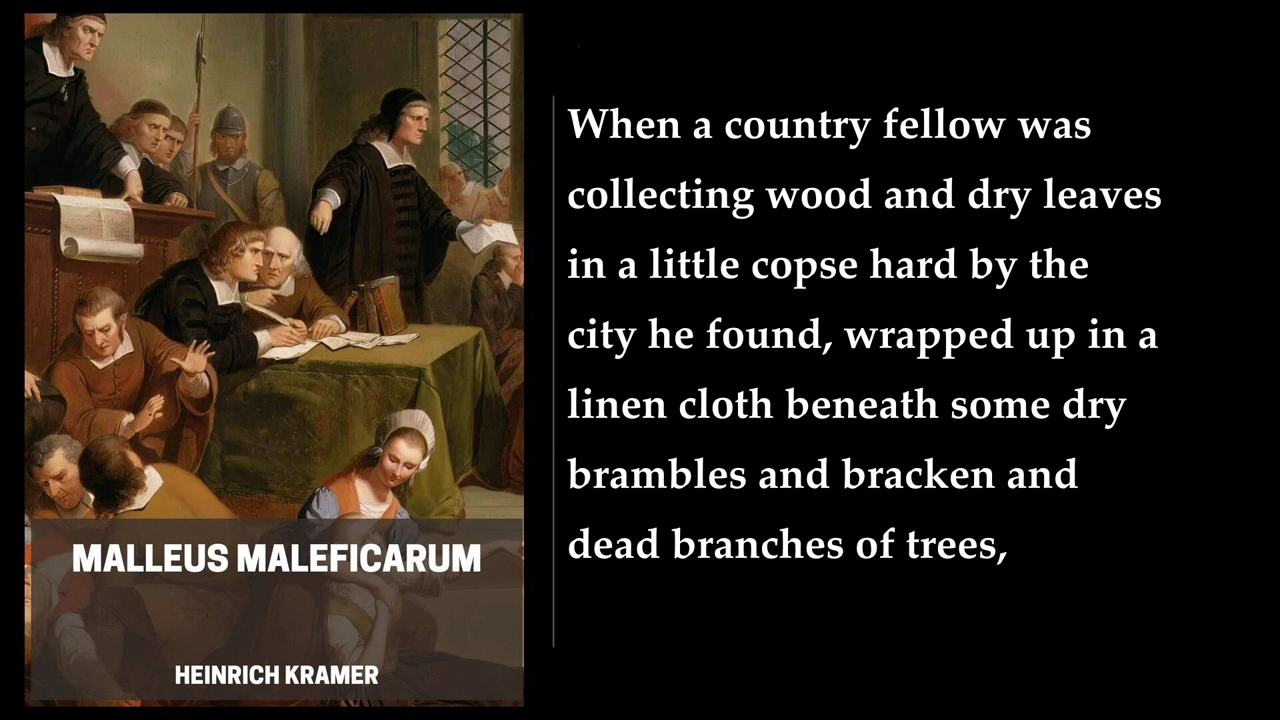 MALLEUS MALEFICARUM
HEINRICH KRAMER
When a country fellow was
collecting wood and dry leaves
in a little copse hard by the
city he found, wrapped up in a
linen cloth beneath some dry
brambles and bracken and
dead branches of trees,